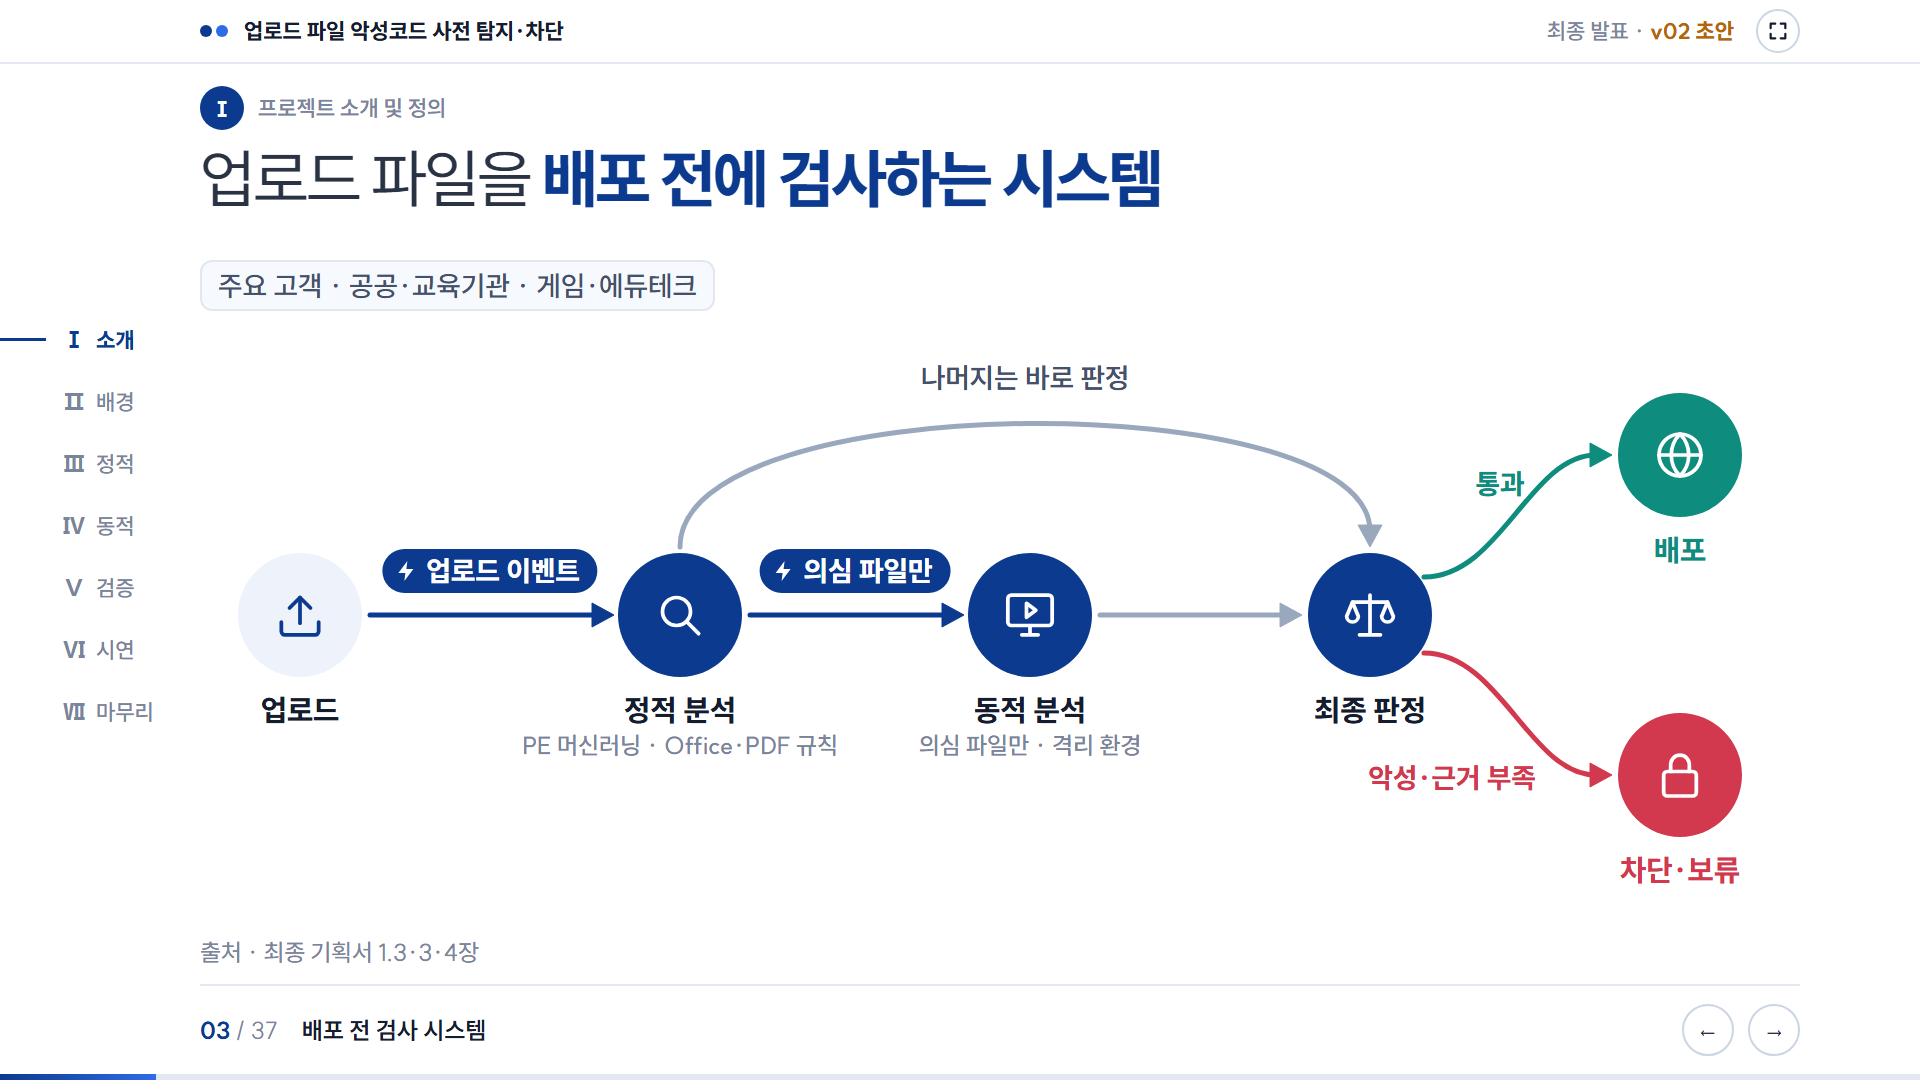 업로드 파일 악성코드 사전 탐지·차단
최종 발표 · v02 초안
I 프로젝트 소개 및 정의
업로드 파일을 배포 전에 검사하는 시스템
주요 고객 · 공공·교육기관 · 게임·에듀테크
I 소개
II 배경
III 정적
IV 동적
V 검증
VI 시연
VII 마무리
나머지는 바로 판정
업로드 이벤트
의심 파일만
통과
배포
업로드
정적 분석
PE 머신러닝 · Office·PDF 규칙
동적 분석
의심 파일만 · 격리 환경
최종 판정
악성·근거 부족
차단·보류
출처 · 최종 기획서 1.3·3·4장
03 / 37 배포 전 검사 시스템
← →